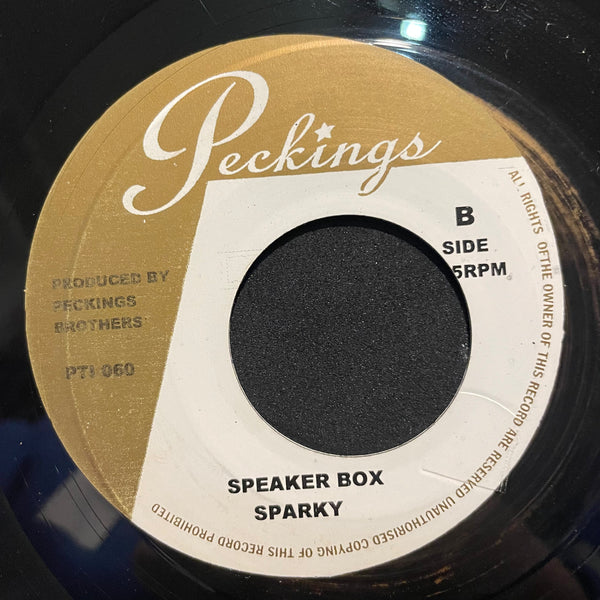 Peckings
B
SIDE
5RPM
PRODUCED BY
PECKINGS
BROTHERS
PTI 060
SPEAKER BOX
SPARKY
ALL RIGHTS OFTHE OWNER OF THIS RECORD ARE RESERVED UNAUTHORISED COPYING OF THIS RECORD PROHIBITED